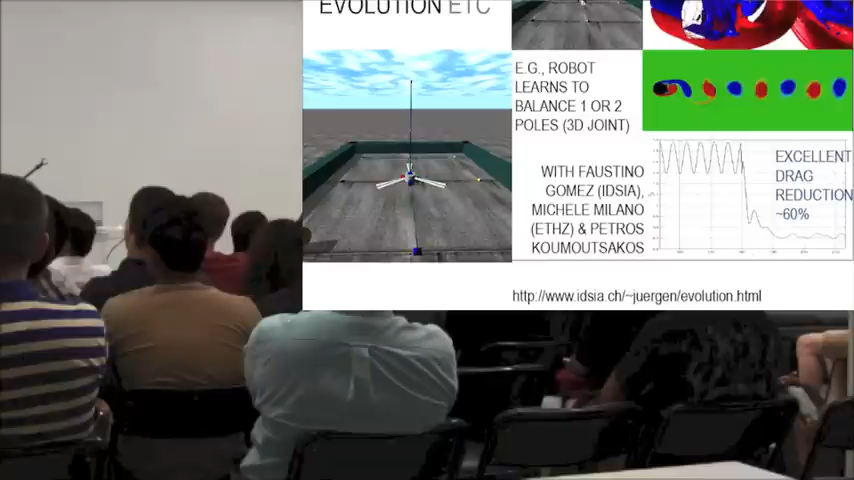 EVOLUTION ETC
E.G., ROBOT
LEARNS TO
BALANCE 1 OR 2
POLES (3D JOINT)
WITH FAUSTINO
GOMEZ (IDSIA),
MICHELE MILANO
(ETHZ) & PETROS
KOUMOUTSAKOS
EXCELLENT
DRAG
REDUCTION
~60%
http://www.idsia.ch/~juergen/evolution.html